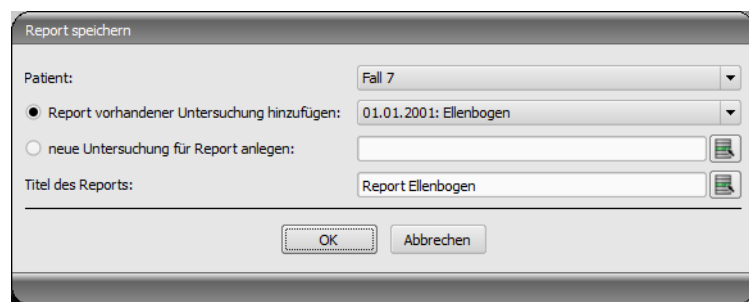 Report speichern
Patient: Fall 7
Report vorhandener Untersuchung hinzufügen: 01.01.2001: Ellenbogen
neue Untersuchung für Report anlegen:
Titel des Reports: Report Ellenbogen
OK Abbrechen